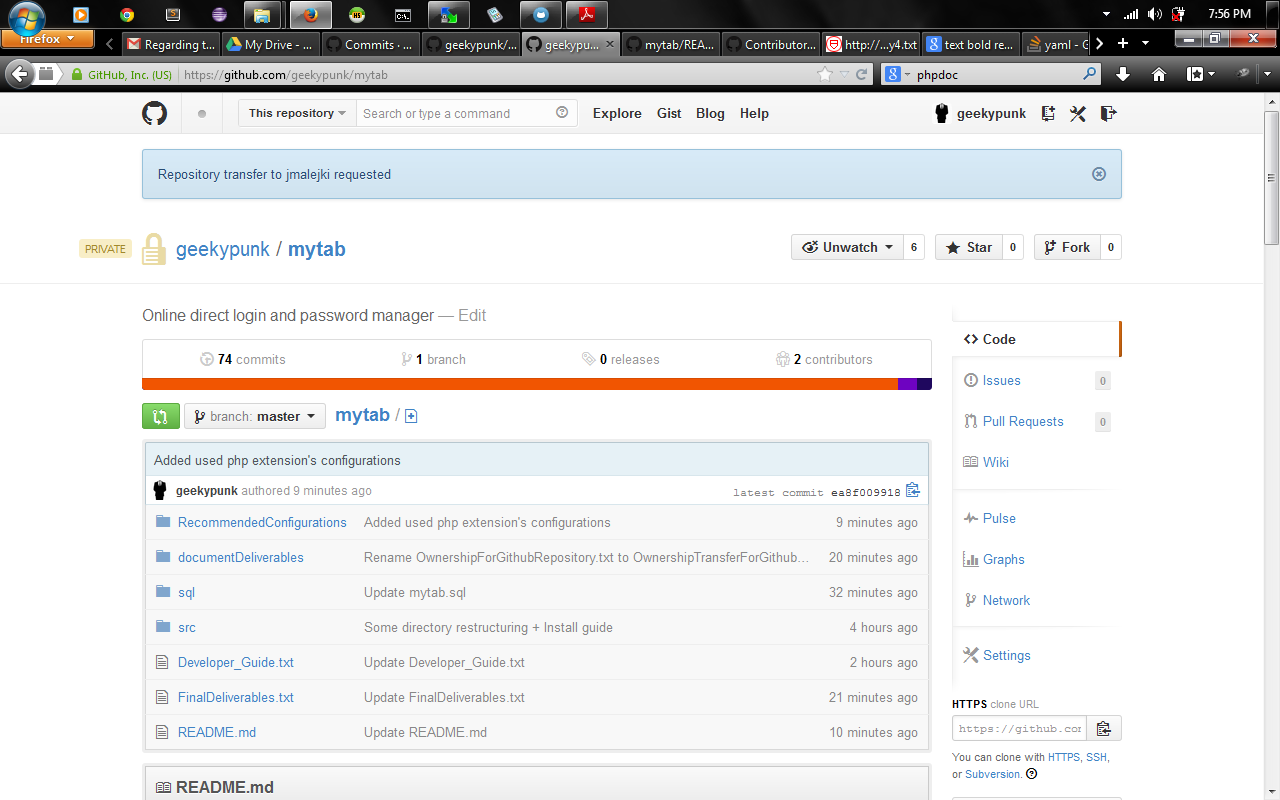 7:56 PM
Firefox
Regarding t...
My Drive - ...
Commits · ...
geekypunk/...
geekypu...
mytab/REA...
Contributor...
http://...y4.txt
text bold re...
yaml - G
GitHub, Inc. (US)
https://github.com/geekypunk/mytab
phpdoc
This repository
Search or type a command
Explore
Gist
Blog
Help
geekypunk
Repository transfer to jmalejki requested
PRIVATE
geekypunk / mytab
Unwatch 6
Star 0
Fork 0
Online direct login and password manager — Edit
74 commits
1 branch
0 releases
2 contributors
branch: master
mytab /
Added used php extension's configurations
geekypunk authored 9 minutes ago
latest commit ea8f009918
RecommendedConfigurations Added used php extension's configurations 9 minutes ago
documentDeliverables Rename OwnershipForGithubRepository.txt to OwnershipTransferForGithub... 20 minutes ago
sql Update mytab.sql 32 minutes ago
src Some directory restructuring + Install guide 4 hours ago
Developer_Guide.txt Update Developer_Guide.txt 2 hours ago
FinalDeliverables.txt Update FinalDeliverables.txt 21 minutes ago
README.md Update README.md 10 minutes ago
README.md
Code
Issues 0
Pull Requests 0
Wiki
Pulse
Graphs
Network
Settings
HTTPS clone URL
https://github.com
You can clone with HTTPS, SSH,
or Subversion.